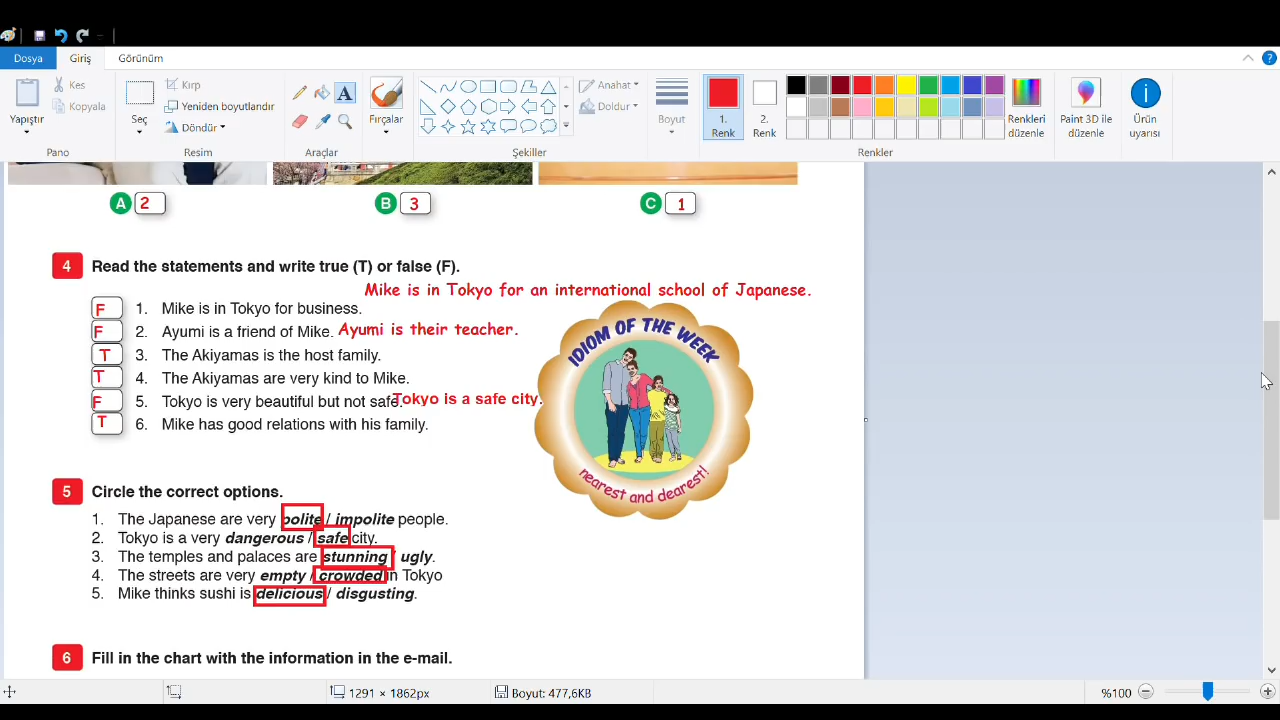 Dosya Giriş Görünüm
Yapıştır
Kes
Kopyala
Pano
Seç
Kırp
Yeniden boyutlandır
Döndür
Resim
A
Araçlar
Fırçalar
Anahat
Doldur
Şekiller
Boyut
1. Renk
2. Renk
Renkleri düzenle
Renkler
Paint 3D ile düzenle
Ürün uyarısı
A 2 B 3 C 1
4 Read the statements and write true (T) or false (F).
Mike is in Tokyo for an international school of Japanese.
F 1. Mike is in Tokyo for business.
F 2. Ayumi is a friend of Mike. Ayumi is their teacher.
T 3. The Akiyamas is the host family.
T 4. The Akiyamas are very kind to Mike.
F 5. Tokyo is very beautiful but not safe. Tokyo is a safe city.
T 6. Mike has good relations with his family.
IDIOM OF THE WEEK
nearest and dearest!
5 Circle the correct options.
1. The Japanese are very polite / impolite people.
2. Tokyo is a very dangerous / safe city.
3. The temples and palaces are stunning / ugly.
4. The streets are very empty / crowded in Tokyo
5. Mike thinks sushi is delicious / disgusting.
6 Fill in the chart with the information in the e-mail.
1291 × 1862px Boyut: 477,6KB %100